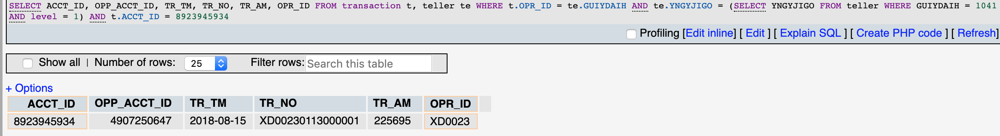 SELECT ACCT_ID, OPP_ACCT_ID, TR_TM, TR_NO, TR_AM, OPR_ID FROM transaction t, teller te WHERE t.OPR_ID = te.GUIYDAIH AND te.YNGYJIGO = (SELECT YNGYJIGO FROM teller WHERE GUIYDAIH = 1041
AND level = 1) AND t.ACCT_ID = 8923945934
Profiling [Edit inline] [ Edit ] [ Explain SQL ] [ Create PHP code ] [ Refresh]
Show all | Number of rows: 25 Filter rows: Search this table
+ Options
ACCT_ID OPP_ACCT_ID TR_TM TR_NO TR_AM OPR_ID
8923945934 4907250647 2018-08-15 XD00230113000001 225695 XD0023